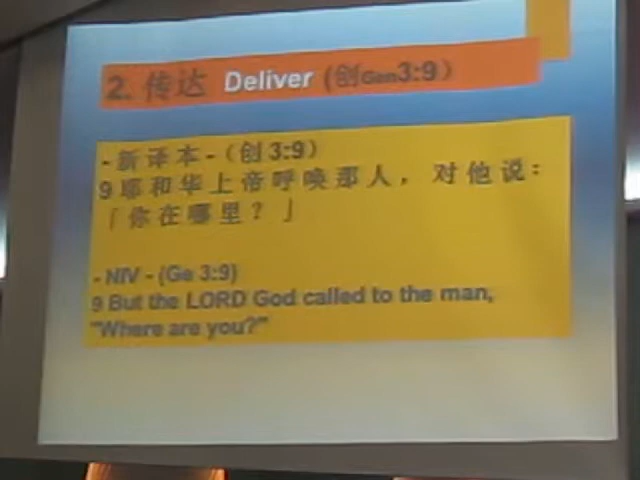 2. 传达 Deliver (创Gen3:9)
- 新译本 - (创 3:9)
9 耶和华上帝呼唤那人，对他说：
「你在哪里？」
- NIV - (Ge 3:9)
9 But the LORD God called to the man,
"Where are you?"